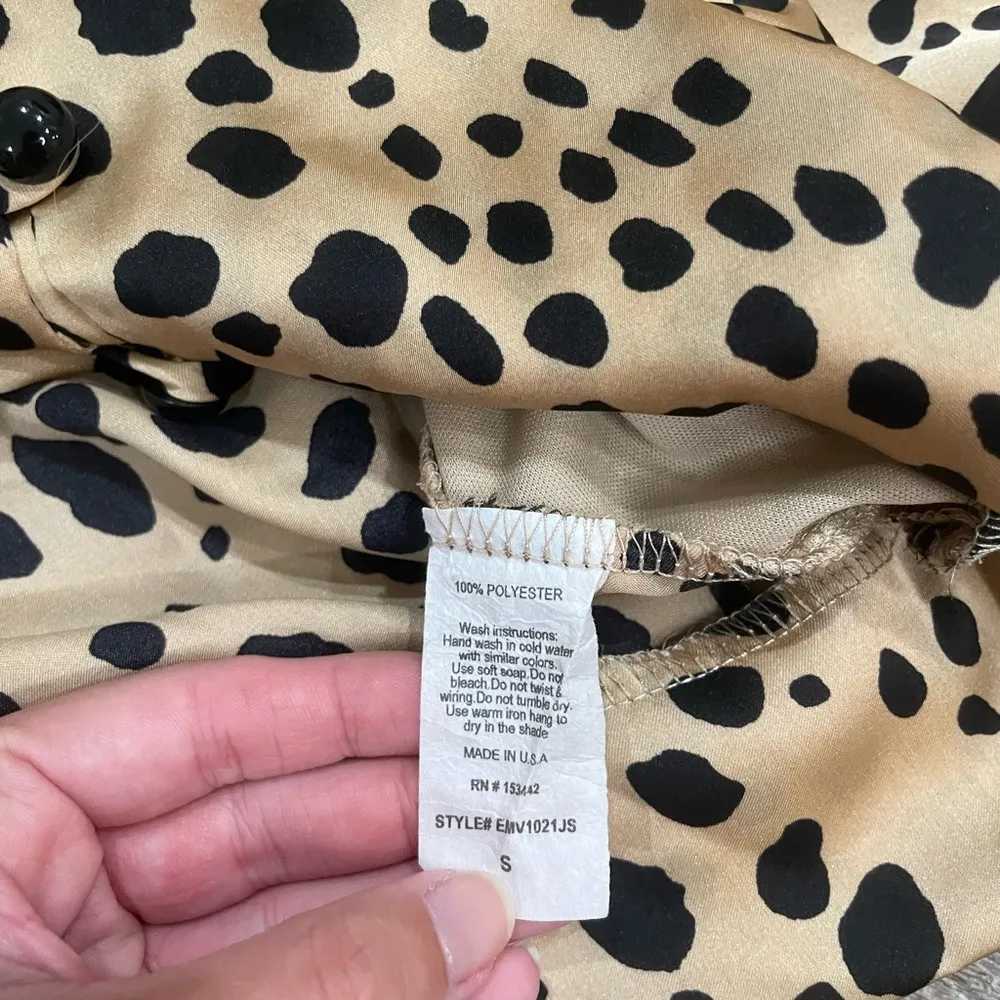 100% POLYESTER
Wash instructions:
Hand wash in cold water
with similar colors.
Use soft soap.Do not
bleach.Do not twist &
wiring.Do not tumble dry.
Use warm iron hang to
dry in the shade
MADE IN U.S.A
RN # 153442
STYLE# EMV1021JS
S